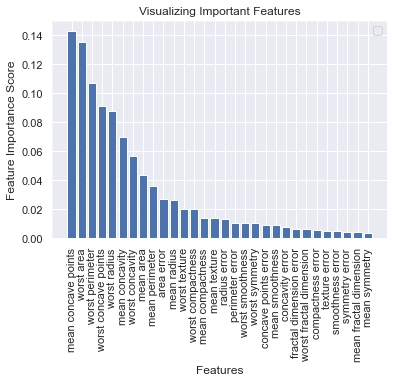 Visualizing Important Features
Feature Importance Score
0.14
0.12
0.10
0.08
0.06
0.04
0.02
0.00
mean concave points
worst area
worst perimeter
worst concave points
worst radius
mean concavity
worst concavity
mean area
mean perimeter
area error
mean radius
worst texture
worst compactness
mean compactness
mean texture
radius error
perimeter error
worst smoothness
worst symmetry
concave points error
mean smoothness
concavity error
fractal dimension error
worst fractal dimension
compactness error
texture error
smoothness error
symmetry error
mean fractal dimension
mean symmetry
Features